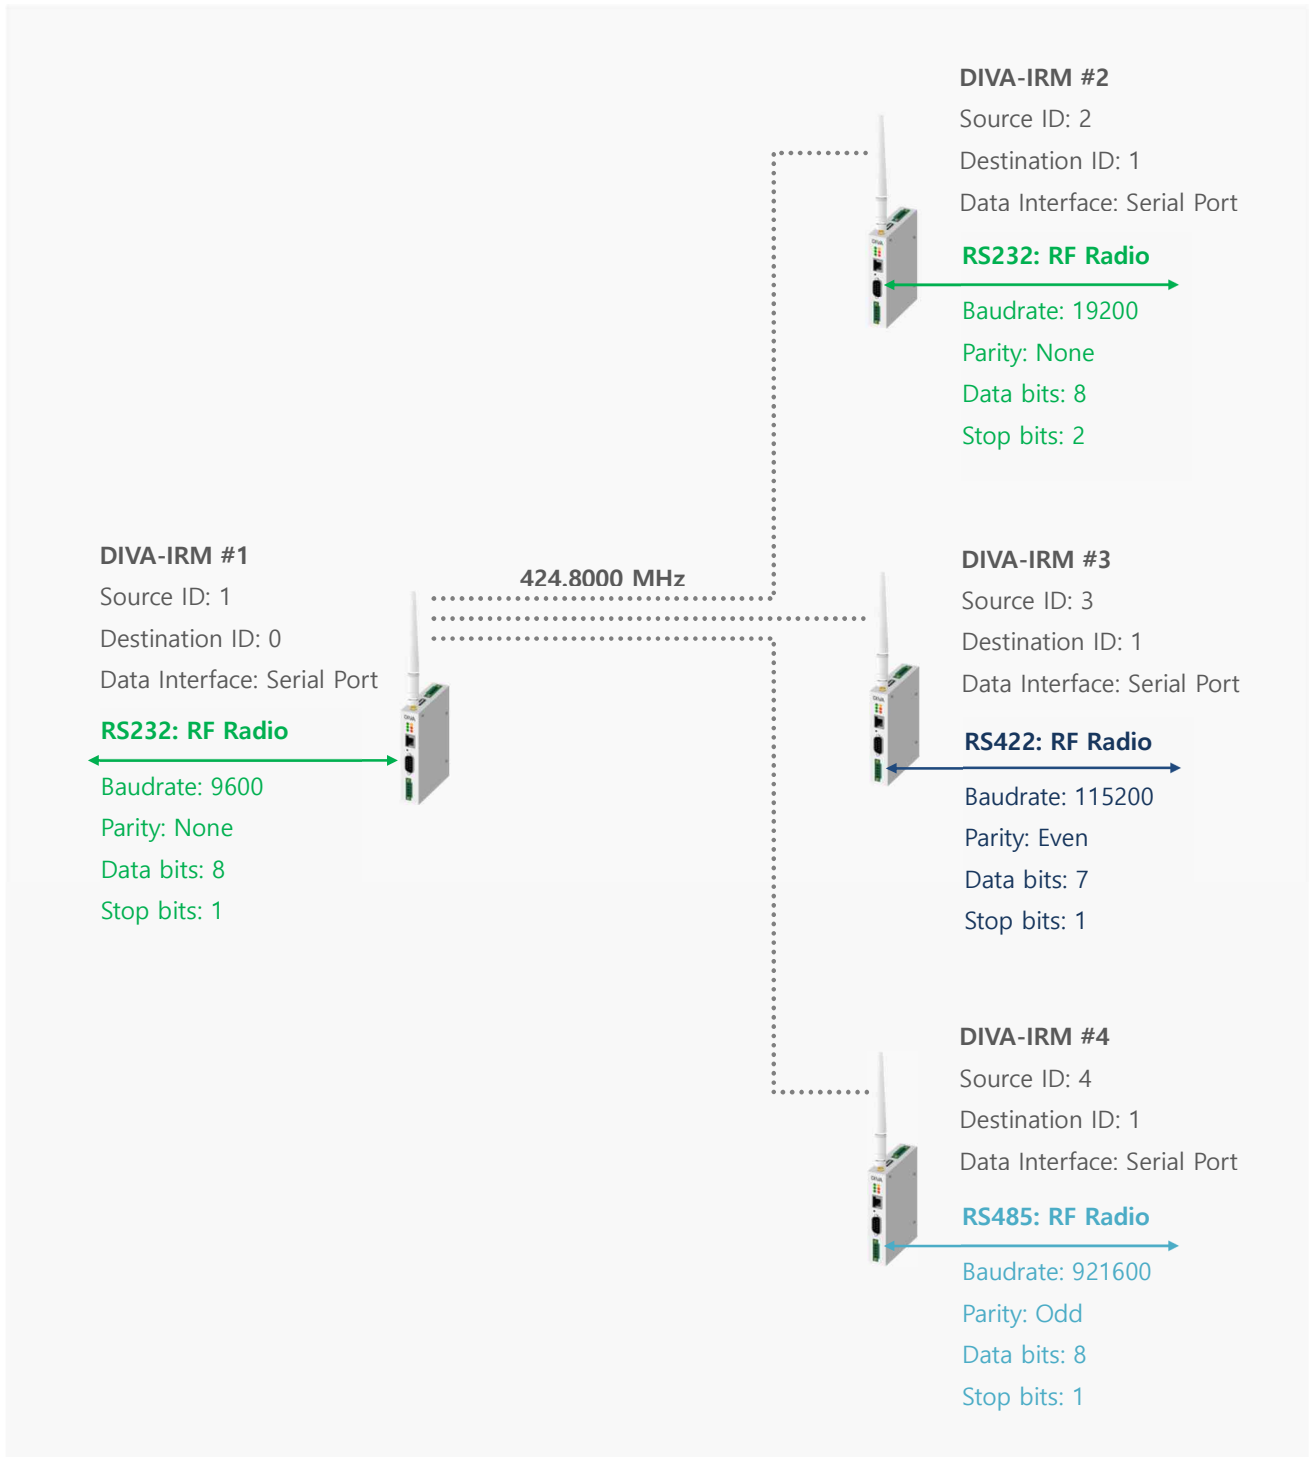 DIVA-IRM #2
Source ID: 2
Destination ID: 1
Data Interface: Serial Port
RS232: RF Radio
Baudrate: 19200
Parity: None
Data bits: 8
Stop bits: 2
DIVA-IRM #1
Source ID: 1
Destination ID: 0
Data Interface: Serial Port
RS232: RF Radio
Baudrate: 9600
Parity: None
Data bits: 8
Stop bits: 1
424.8000 MHz
DIVA-IRM #3
Source ID: 3
Destination ID: 1
Data Interface: Serial Port
RS422: RF Radio
Baudrate: 115200
Parity: Even
Data bits: 7
Stop bits: 1
DIVA-IRM #4
Source ID: 4
Destination ID: 1
Data Interface: Serial Port
RS485: RF Radio
Baudrate: 921600
Parity: Odd
Data bits: 8
Stop bits: 1
DIVA
DIVA
DIVA
DIVA